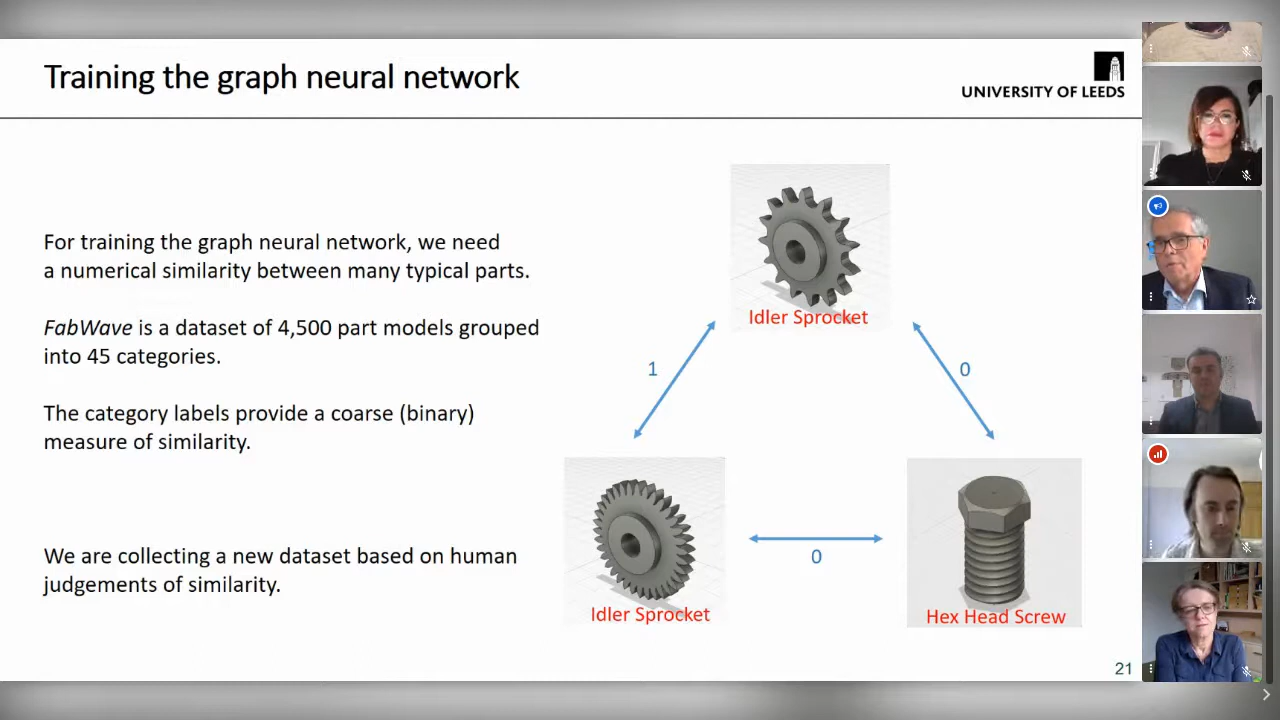 Training the graph neural network
UNIVERSITY OF LEEDS
For training the graph neural network, we need
a numerical similarity between many typical parts.
FabWave is a dataset of 4,500 part models grouped
into 45 categories.
The category labels provide a coarse (binary)
measure of similarity.
We are collecting a new dataset based on human
judgements of similarity.
Idler Sprocket
1
0
Idler Sprocket
0
Hex Head Screw
21